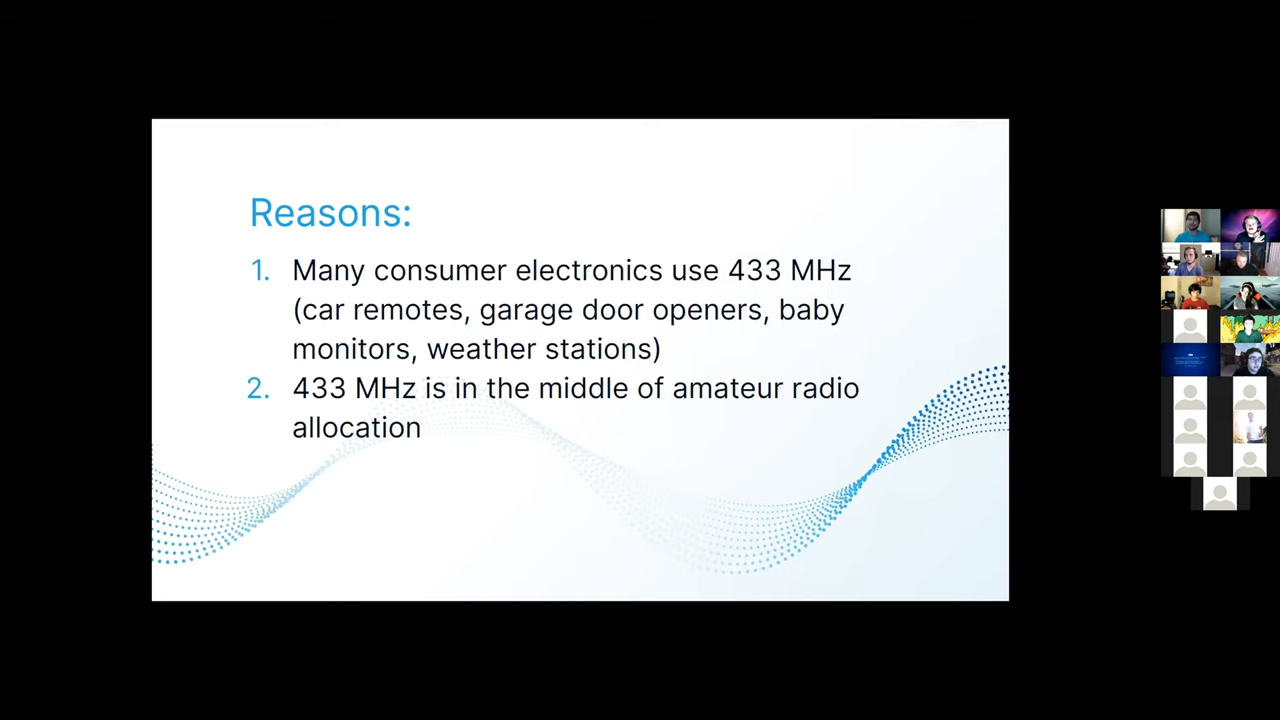 Reasons:
1. Many consumer electronics use 433 MHz
(car remotes, garage door openers, baby
monitors, weather stations)
2. 433 MHz is in the middle of amateur radio
allocation